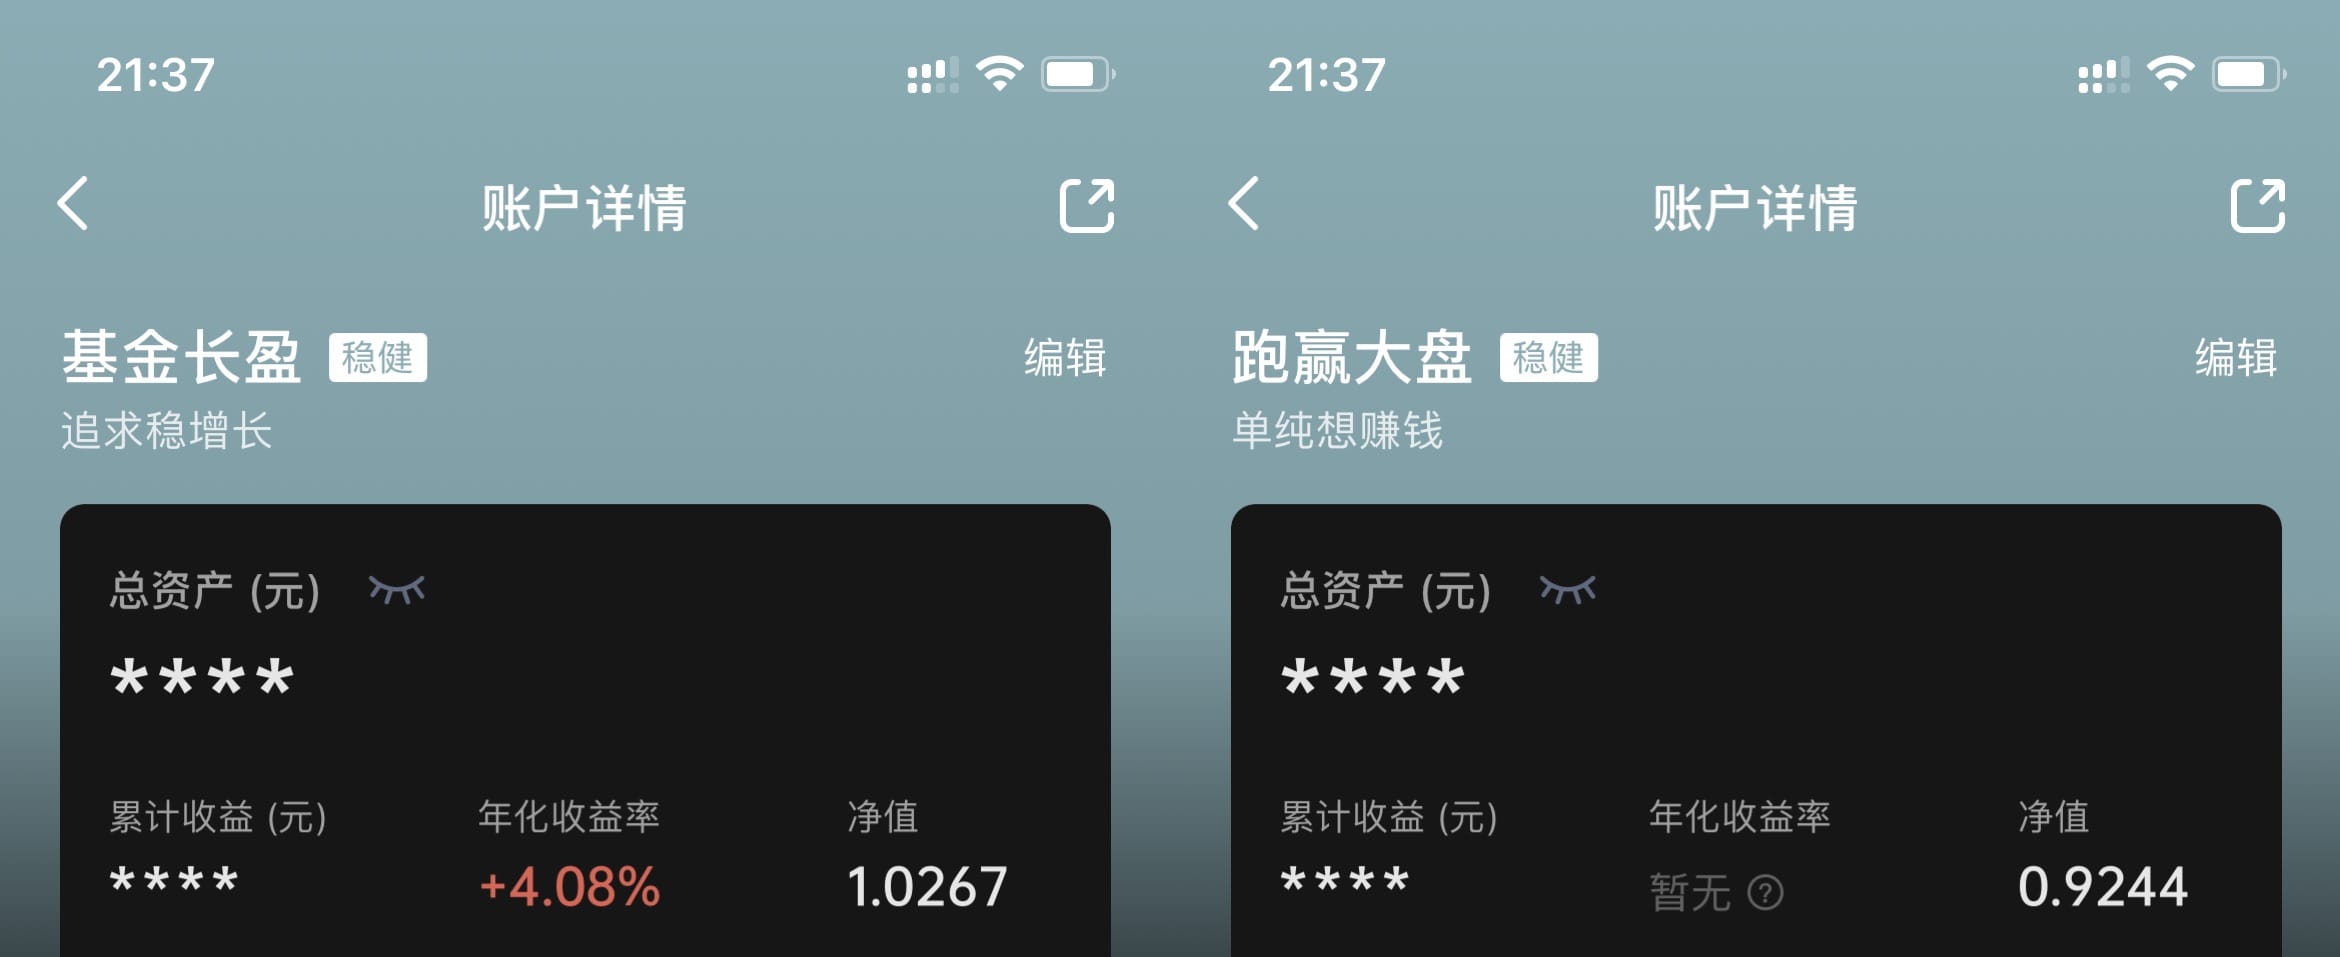 21:37
账户详情
基金长盈 稳健 编辑
追求稳增长
总资产 (元)
****
累计收益 (元) 年化收益率 净值
**** +4.08% 1.0267
21:37
账户详情
跑赢大盘 稳健 编辑
单纯想赚钱
总资产 (元)
****
累计收益 (元) 年化收益率 净值
**** 暂无 ? 0.9244